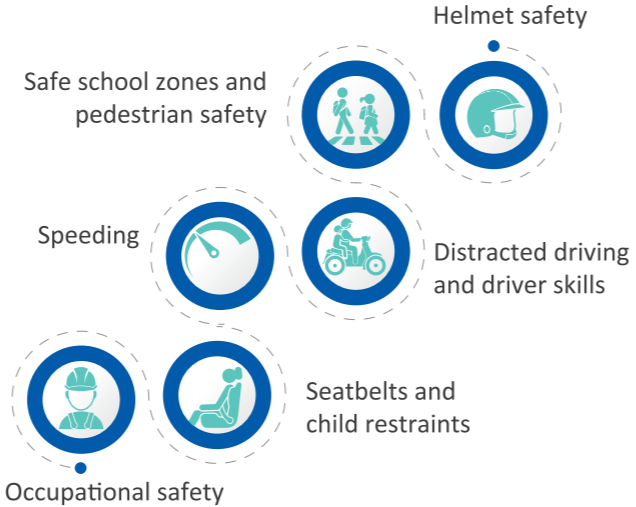 Helmet safety
Safe school zones and
pedestrian safety
Speeding
Distracted driving
and driver skills
Seatbelts and
child restraints
Occupational safety